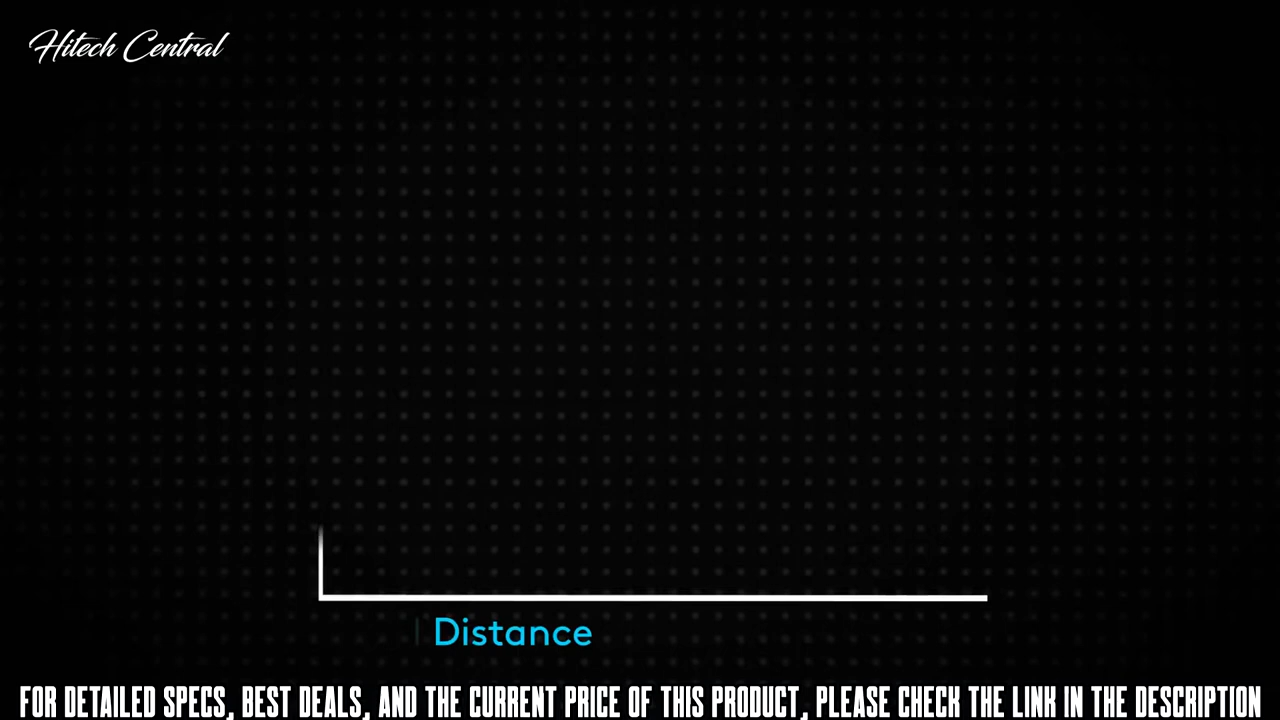 Hitech Central
Distance
FOR DETAILED SPECS, BEST DEALS, AND THE CURRENT PRICE OF THIS PRODUCT, PLEASE CHECK THE LINK IN THE DESCRIPTION